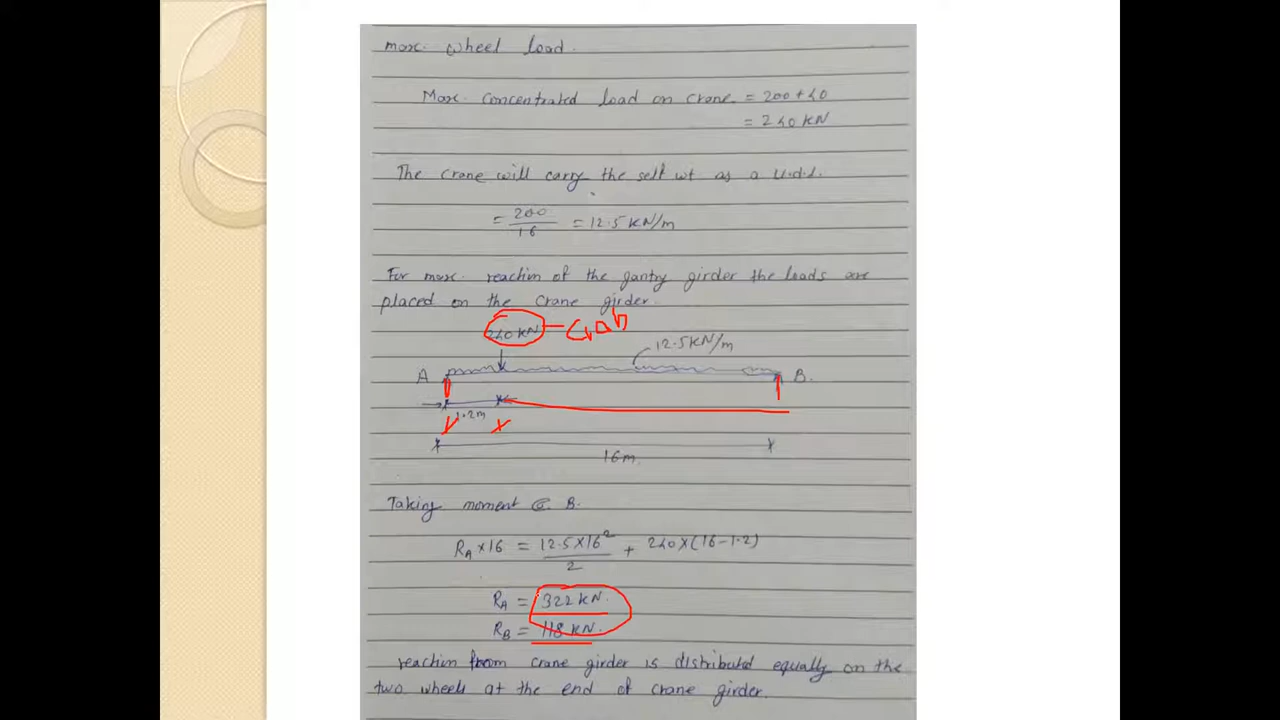 max. wheel load.
Max. concentrated load on crane = 200+40
= 240 kN
The crane will carry the self wt as a U.d.l.
= 200/16 = 12.5 KN/m
For max. reaction of the gantry girder the loads are
placed on the crane girder.
240 KN - Crab
12.5KN/m
A B.
1.2m
16m
Taking moment @ B.
RA×16 = 12.5×16²/2 + 240×(16-1.2)
RA = 322 KN.
RB = 118 KN.
reaction from crane girder is distributed equally on the
two wheels at the end of crane girder.